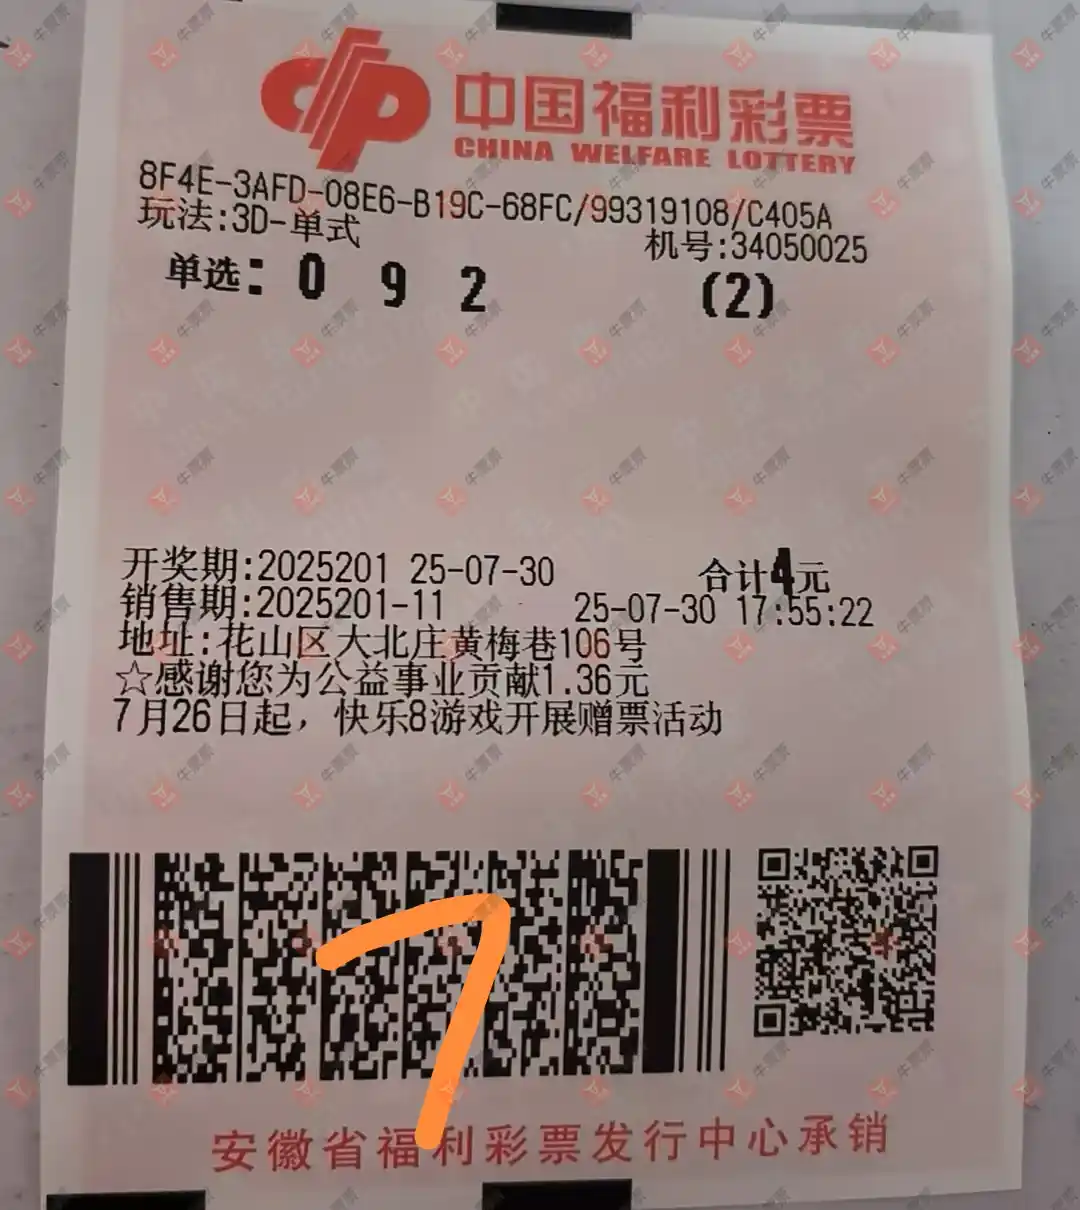 中国福利彩票
CHINA WELFARE LOTTERY
8F4E-3AFD-08E6-B19C-68FC/99319108/C405A
玩法:3D-单式
机号:34050025
单选: 0 9 2 (2)
开奖期:2025201 25-07-30 合计4元
销售期:2025201-11 25-07-30 17:55:22
地址:花山区大北庄黄梅巷106号
☆感谢您为公益事业贡献1.36元
7月26日起，快乐8游戏开展赠票活动
7
安徽省福利彩票发行中心承销